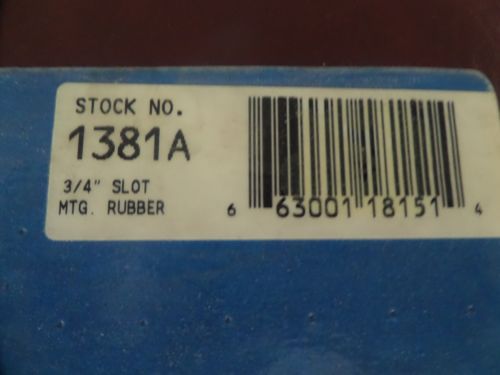 STOCK NO.
1381A
3/4" SLOT
MTG. RUBBER
6 63001 18151 4